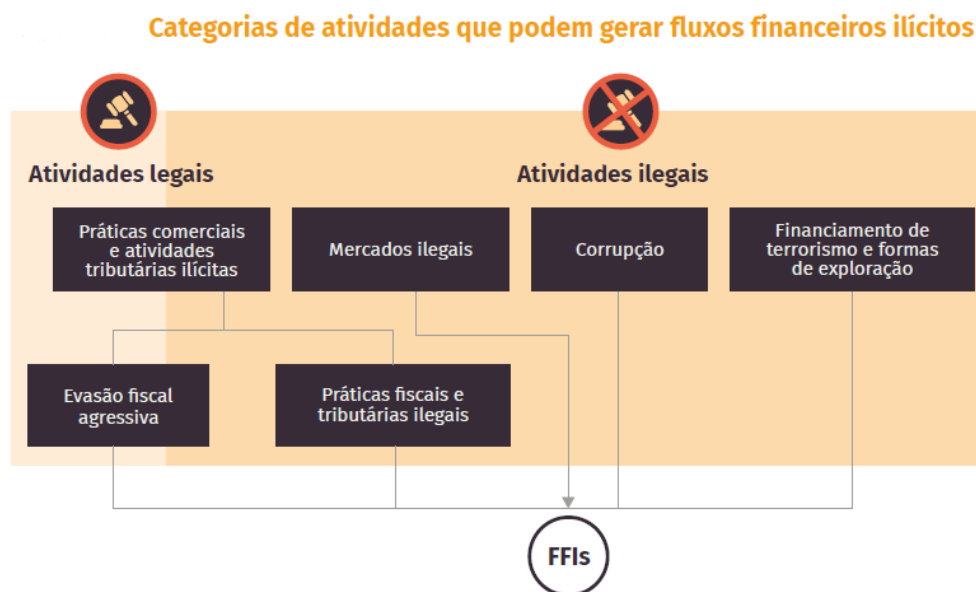 Categorias de atividades que podem gerar fluxos financeiros ilícitos
Atividades legais
Atividades ilegais
Práticas comerciais
e atividades
tributárias ilícitas
Mercados ilegais
Corrupção
Financiamento de
terrorismo e formas
de exploração
Evasão fiscal
agressiva
Práticas fiscais e
tributárias ilegais
FFIs